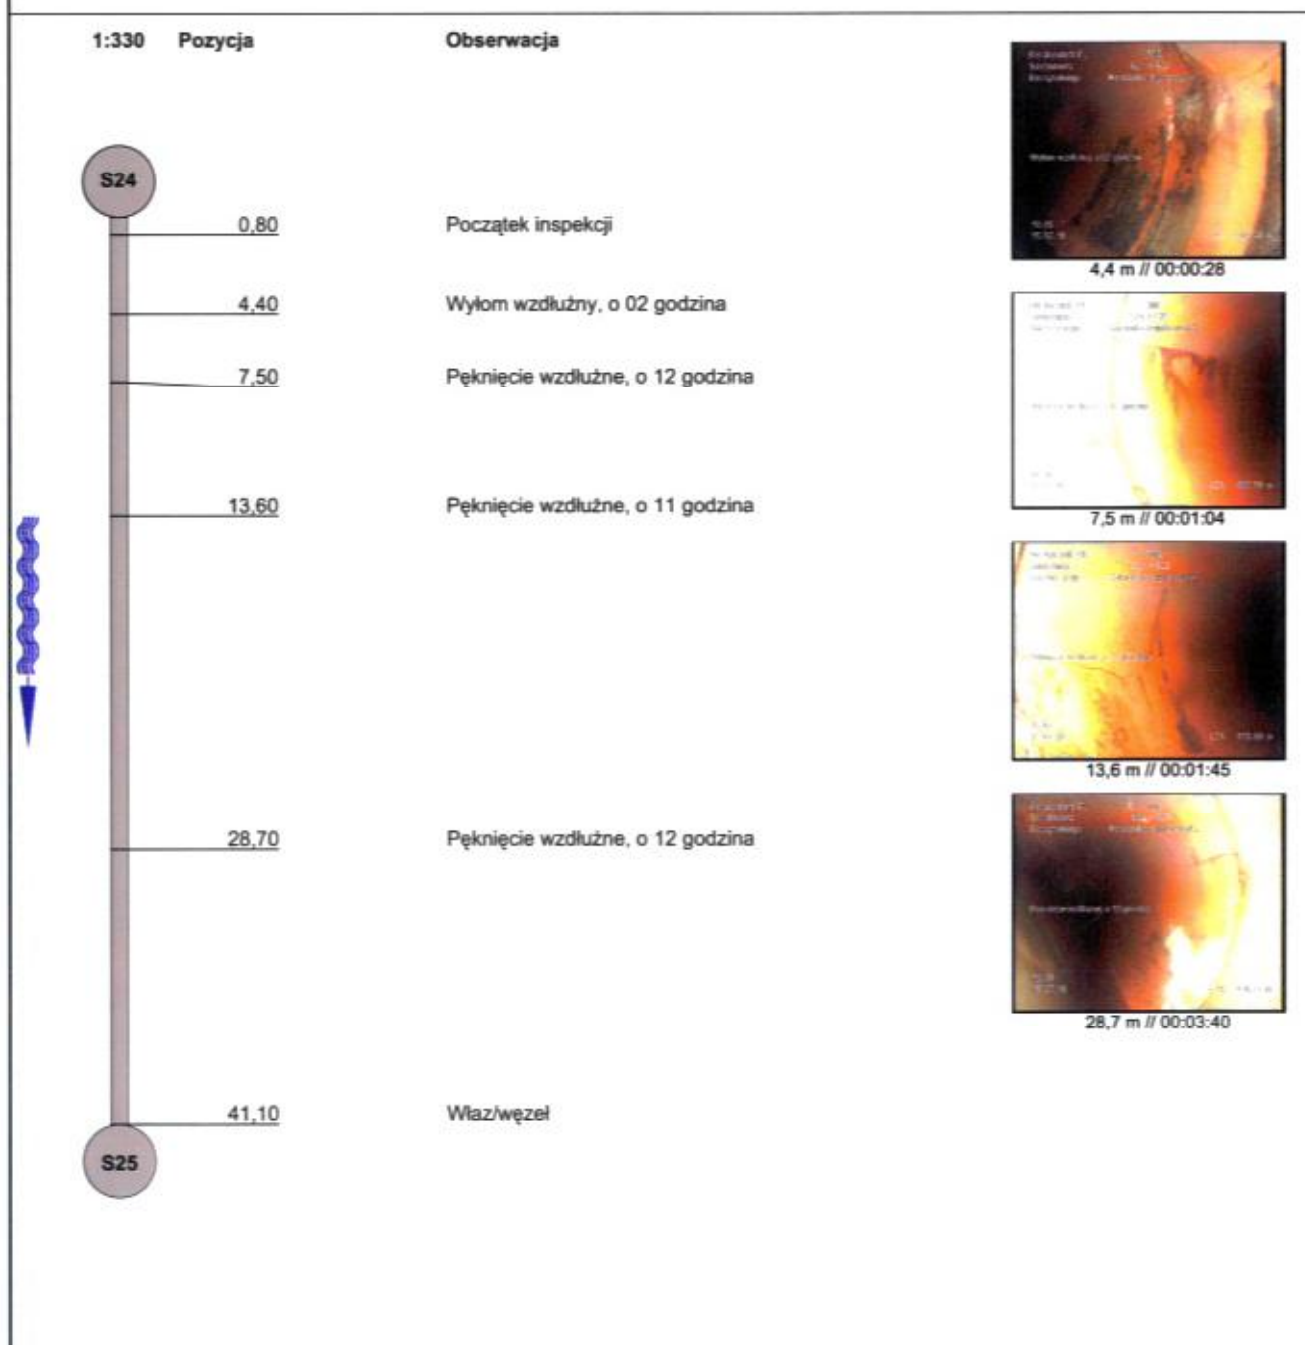 1:330 Pozycja Obserwacja
S24
0,80 Początek inspekcji
4,40 Wyłom wzdłużny, o 02 godzina
7,50 Pęknięcie wzdłużne, o 12 godzina
13,60 Pęknięcie wzdłużne, o 11 godzina
28,70 Pęknięcie wzdłużne, o 12 godzina
41,10 Właz/węzeł
S25
4,4 m // 00:00:28
7,5 m // 00:01:04
13,6 m // 00:01:45
28,7 m // 00:03:40